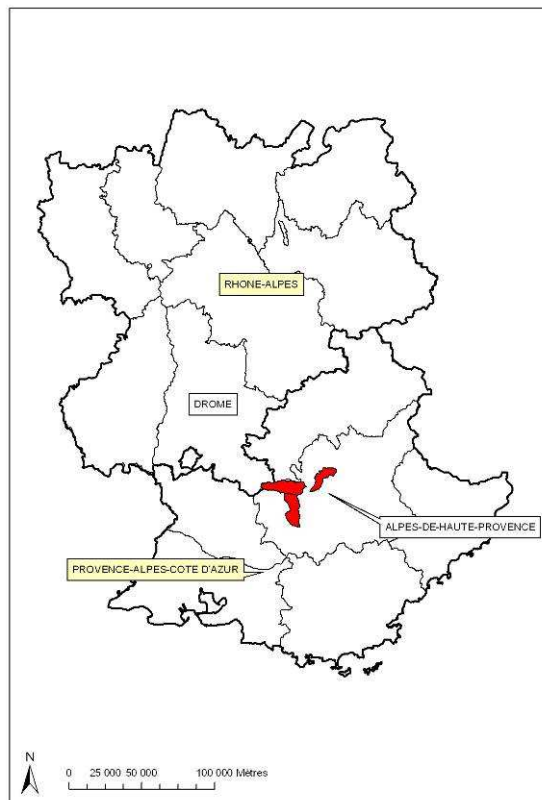 RHONE-ALPES
DROME
ALPES-DE-HAUTE-PROVENCE
PROVENCE-ALPES-COTE D'AZUR
N
0 25 000 50 000 100 000 Mètres